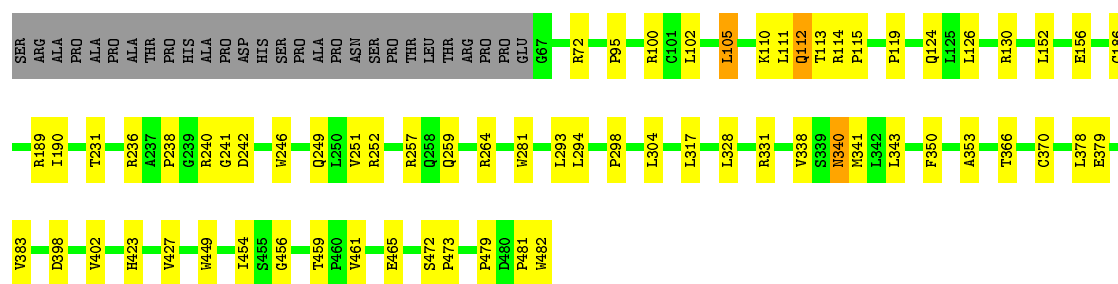 SER ARG ALA PRO ALA PRO ALA THR PRO HIS ALA PRO ASP HIS SER PRO ALA VAL ASN SER PRO THR LEU THR ARG PRO PRO GLU G67 R72 P95 R100 C101 L102 L105 K110 L111 Q112 T113 R114 P115 P119 Q124 L125 L126 R130 L152 E156
R189 I190 T231 R236 A237 P238 G239 R240 G241 D242 W246 Q249 L250 V251 R252 R257 Q258 Q259 R264 W281 L293 L294 P298 L304 L317 L328 R331 V338 S339 N340 M341 L342 L343 F350 A353 T366 C370 L378 E379
V383 D398 V402 H423 V427 W449 I454 S455 G456 T459 P460 V461 E465 S472 P473 P479 D480 P481 W482